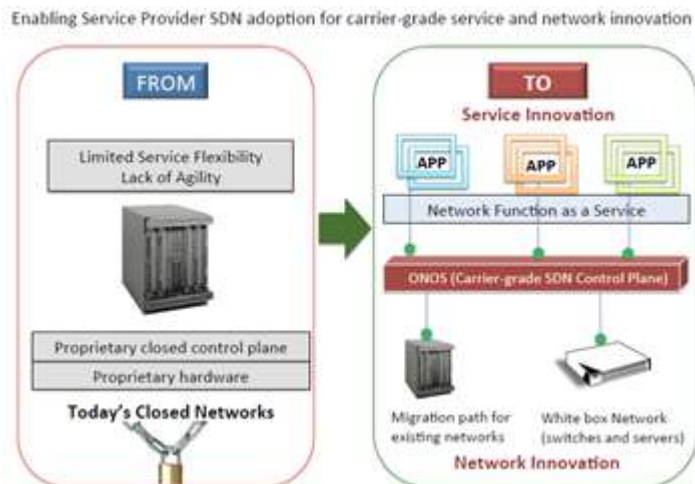 Enabling Service Provider SDN adoption for carrier-grade service and network innovation
FROM
Limited Service Flexibility
Lack of Agility
Proprietary closed control plane
Proprietary hardware
Today's Closed Networks
TO
Service Innovation
APP
APP
APP
Network Function as a Service
ONOS (Carrier-grade SDN Control Plane)
Migration path for
existing networks
White box Network
(switches and servers)
Network Innovation